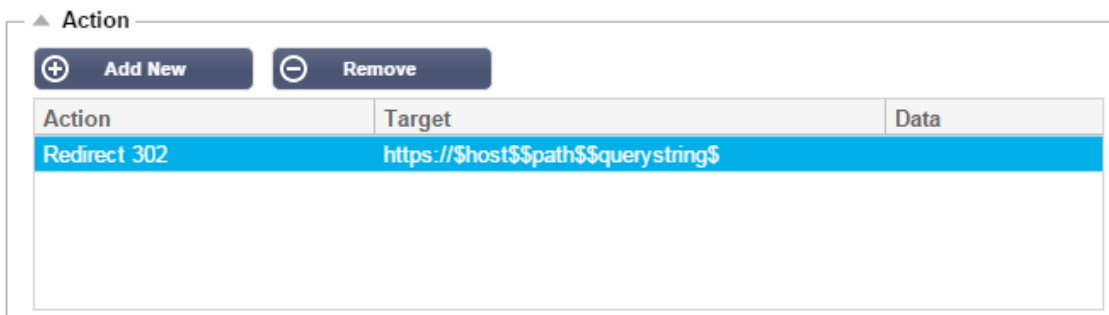 Action
Add New Remove
Action Target Data
Redirect 302 https://$host$$path$$querystring$